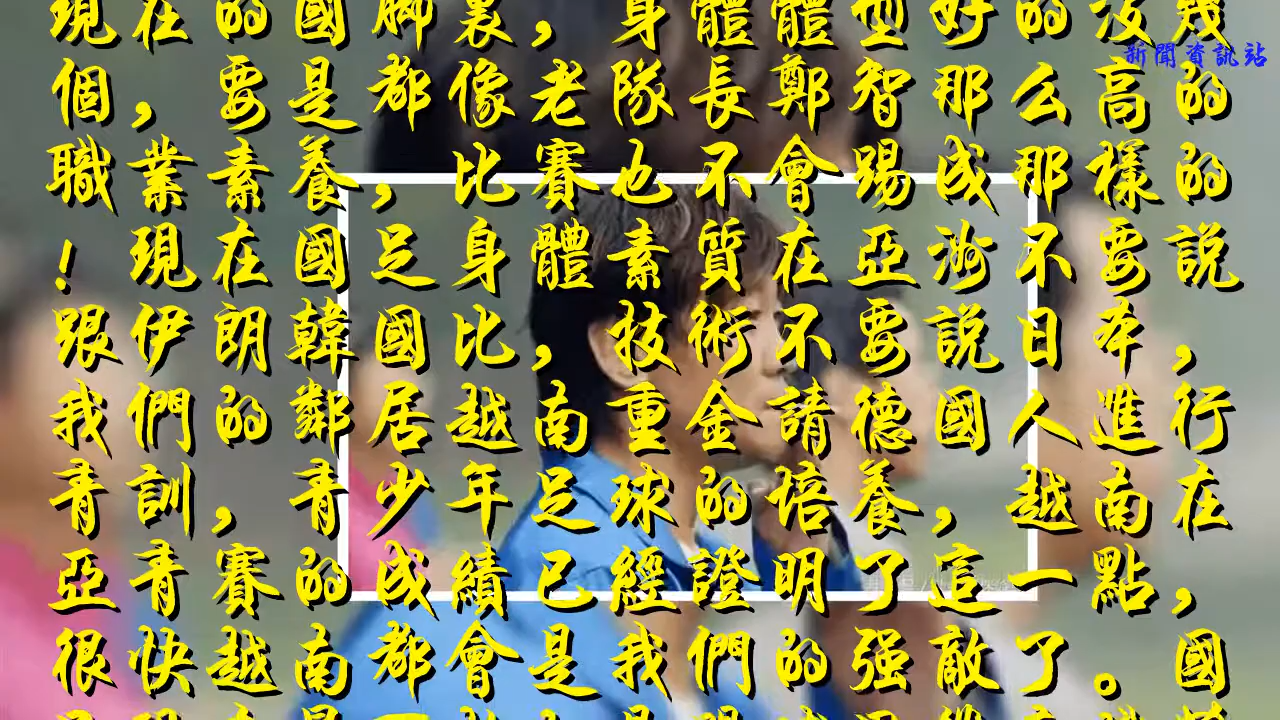 現在的國脚裏，身體體型好的没幾
新聞資訊站
個，要是都像老隊長鄭智那么高的
職業素養，比賽也不會踢成那樣的
！現在國足身體素質在亞洲不要説
跟伊朗韓國比，技術不要説日本，
我們的鄰居越南重金請德國人進行
青訓，青少年足球的培養，越南在
亞青賽的成績已經證明了這一點，
很快越南都會是我們的强敵了。國